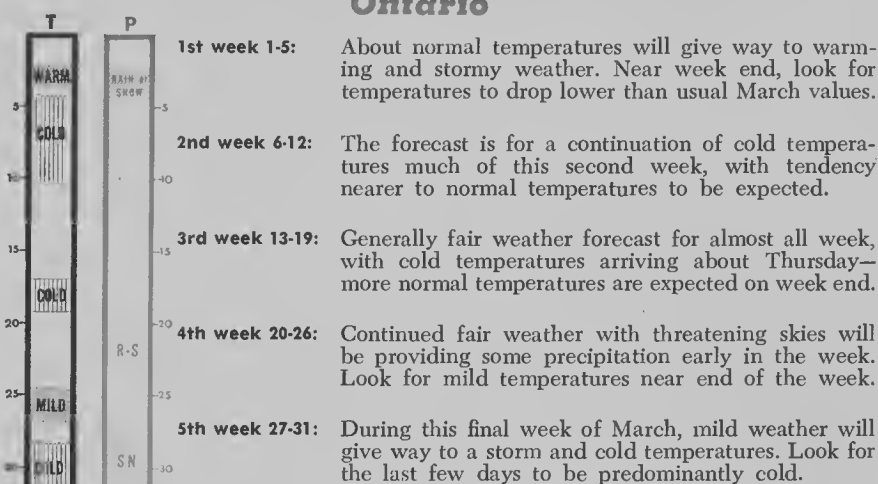 Ontario
T P
WARM
RAIN or
SNOW
5 5
COLD
10 10
15 15
COLD
20 20
R-S
25 25
MILD
SN
COLD
30
1st week 1-5: About normal temperatures will give way to warm-
ing and stormy weather. Near week end, look for
temperatures to drop lower than usual March values.
2nd week 6-12: The forecast is for a continuation of cold tempera-
tures much of this second week, with tendency
nearer to normal temperatures to be expected.
3rd week 13-19: Generally fair weather forecast for almost all week,
with cold temperatures arriving about Thursday—
more normal temperatures are expected on week end.
4th week 20-26: Continued fair weather with threatening skies will
be providing some precipitation early in the week.
Look for mild temperatures near end of the week.
5th week 27-31: During this final week of March, mild weather will
give way to a storm and cold temperatures. Look for
the last few days to be predominantly cold.